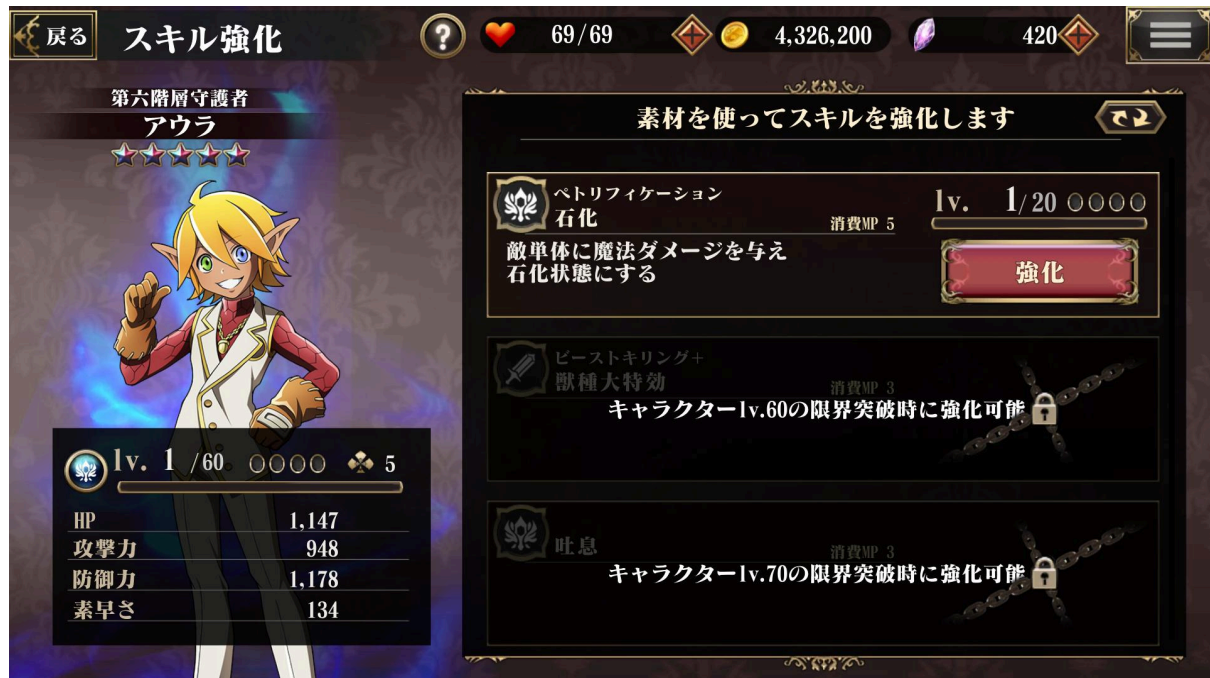 戻る
スキル強化
?
69/69
4,326,200
420
第六階層守護者
アウラ
lv. 1 /60
5
HP 1,147
攻撃力 948
防御力 1,178
素早さ 134
素材を使ってスキルを強化します
ペトリフィケーション
石化
消費MP 5
lv. 1/20
敵単体に魔法ダメージを与え
石化状態にする
強化
ビーストキリング+
獣種大特効
消費MP 3
キャラクターlv.60の限界突破時に強化可能
吐息
消費MP 3
キャラクターlv.70の限界突破時に強化可能